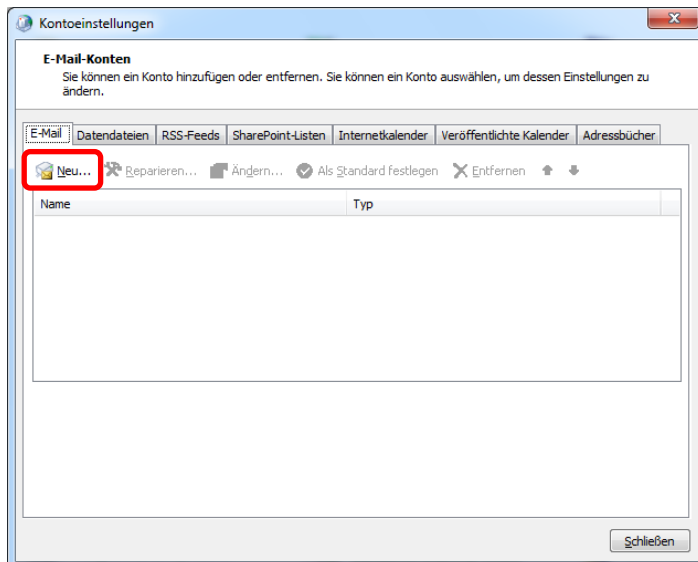 Kontoeinstellungen
E-Mail-Konten
Sie können ein Konto hinzufügen oder entfernen. Sie können ein Konto auswählen, um dessen Einstellungen zu
ändern.
E-Mail Datendateien RSS-Feeds SharePoint-Listen Internetkalender Veröffentlichte Kalender Adressbücher
Neu... Reparieren... Ändern... Als Standard festlegen Entfernen
Name Typ
Schließen